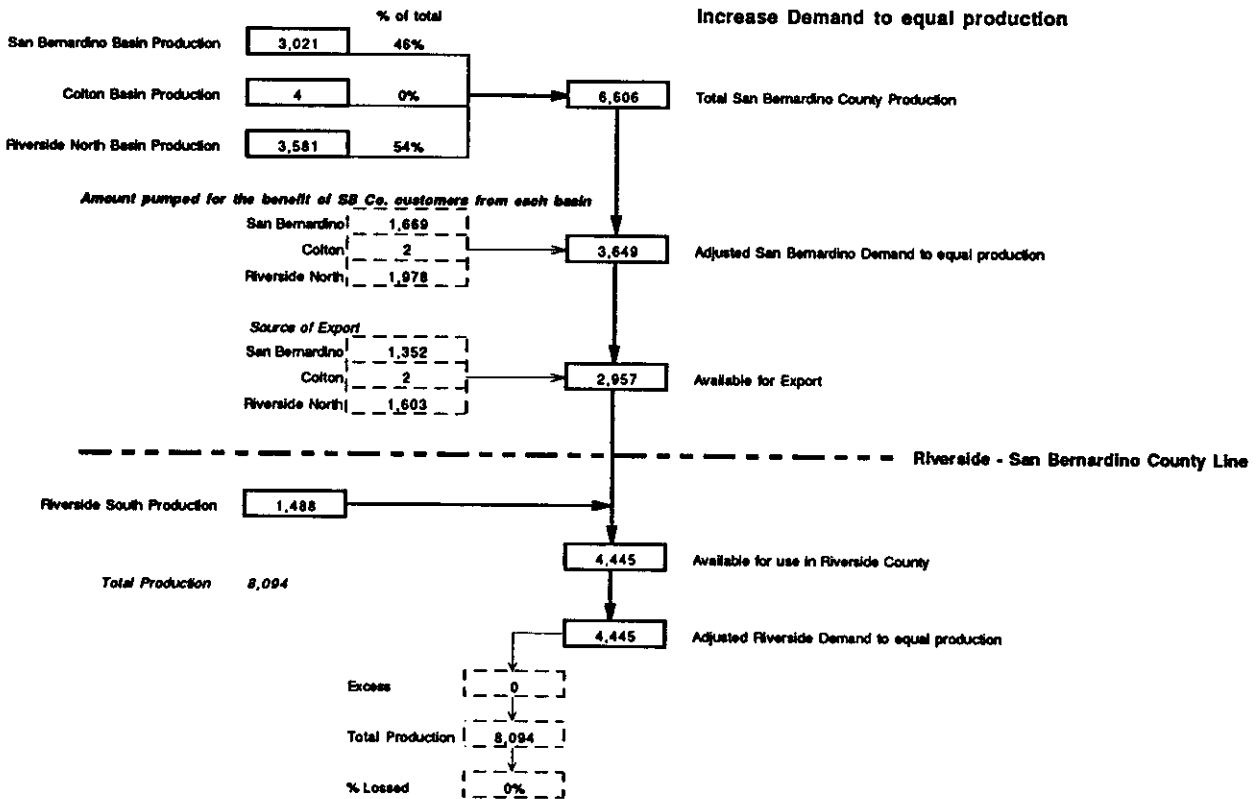 % of total
Increase Demand to equal production
San Bernardino Basin Production 3,021 46%
Colton Basin Production 4 0% 6,606 Total San Bernardino County Production
Riverside North Basin Production 3,581 54%
Amount pumped for the benefit of SB Co. customers from each basin
San Bernardino 1,669
Colton 2 3,649 Adjusted San Bernardino Demand to equal production
Riverside North 1,978
Source of Export
San Bernardino 1,352
Colton 2 2,957 Available for Export
Riverside North 1,603
Riverside - San Bernardino County Line
Riverside South Production 1,488
4,445 Available for use in Riverside County
Total Production 8,094
4,445 Adjusted Riverside Demand to equal production
Excess 0
Total Production 8,094
% Lossed 0%